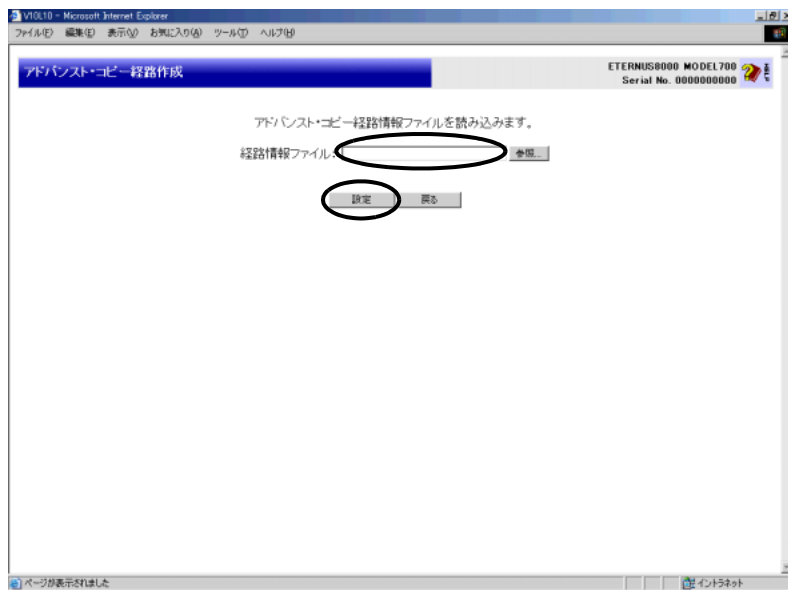 V10L10 - Microsoft Internet Explorer
ファイル(F) 編集(E) 表示(V) お気に入り(A) ツール(T) ヘルプ(H)
アドバンスト・コピー経路作成
ETERNUS8000 MODEL700
Serial No. 0000000000
アドバンスト・コピー経路情報ファイルを読み込みます。
経路情報ファイル: 参照...
設定 戻る
ページが表示されました イントラネット